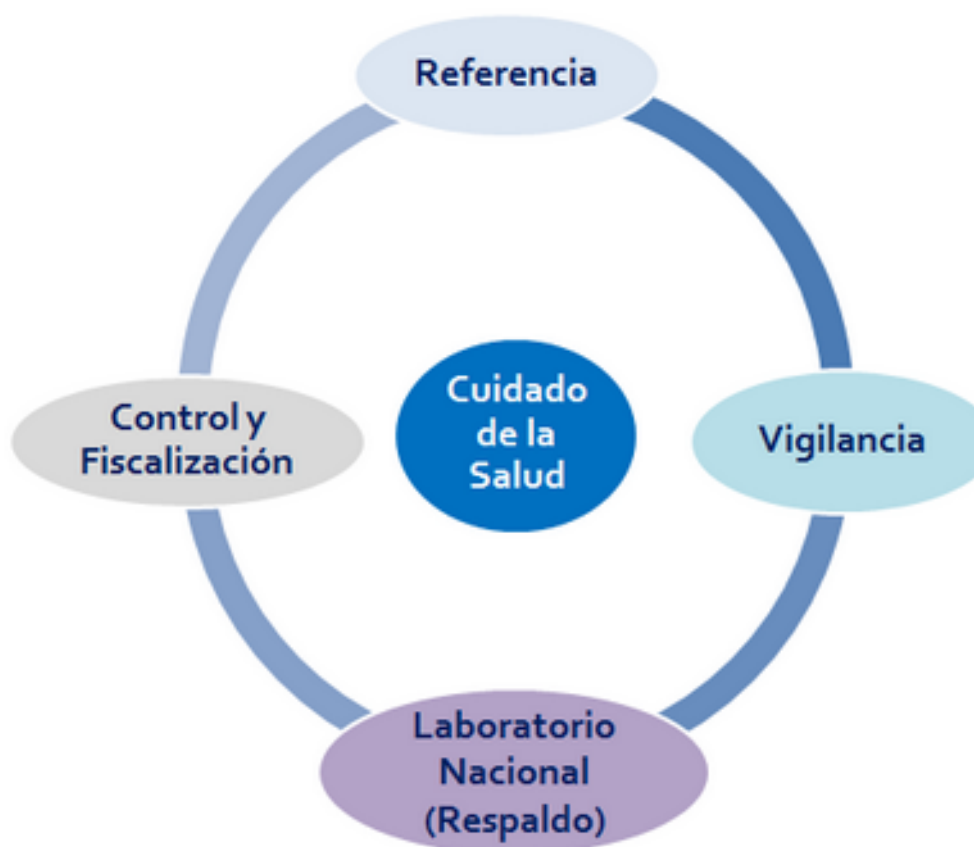 Referencia
Control y
Fiscalización
Cuidado
de la
Salud
Vigilancia
Laboratorio
Nacional
(Respaldo)